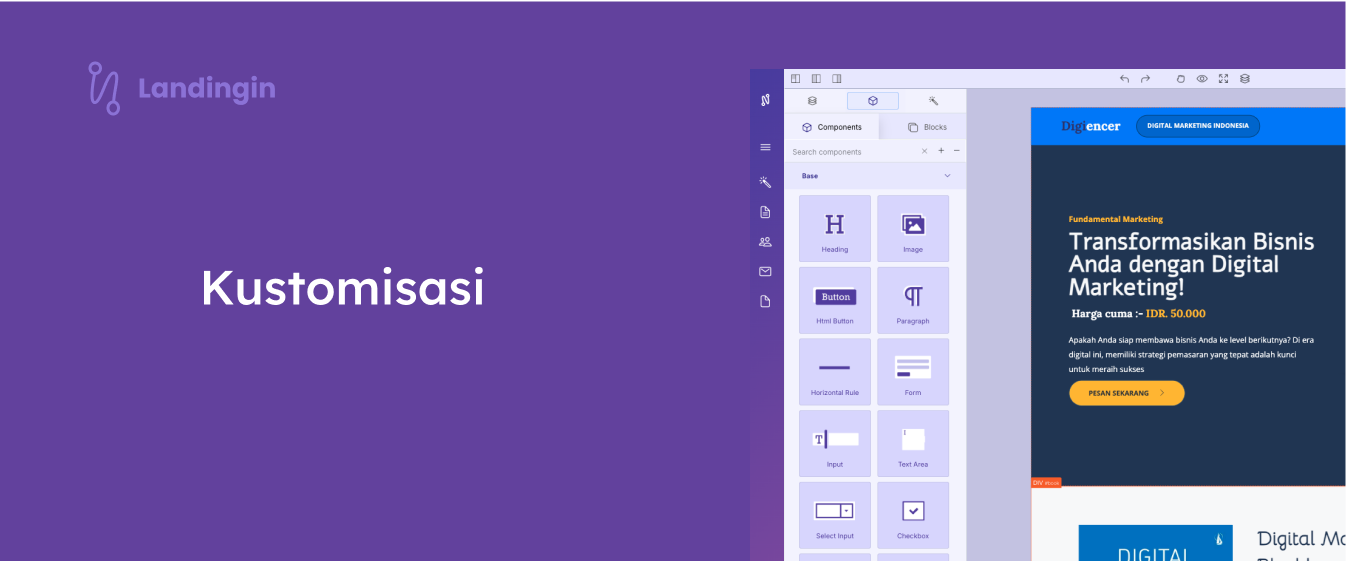 Landingin
Kustomisasi
Components
Blocks
Search components
Base
H
Heading
Image
Button
Html Button
Paragraph
Horizontal Rule
Form
T
Input
Text Area
Select Input
Checkbox
Digiencer
DIGITAL MARKETING INDONESIA
Fundamental Marketing
Transformasikan Bisnis
Anda dengan Digital
Marketing!
Harga cuma :- IDR. 50.000
Apakah Anda siap membawa bisnis Anda ke level berikutnya? Di era
digital ini, memiliki strategi pemasaran yang tepat adalah kunci
untuk meraih sukses
PESAN SEKARANG
DIV
DIGITAL
Digital Ma